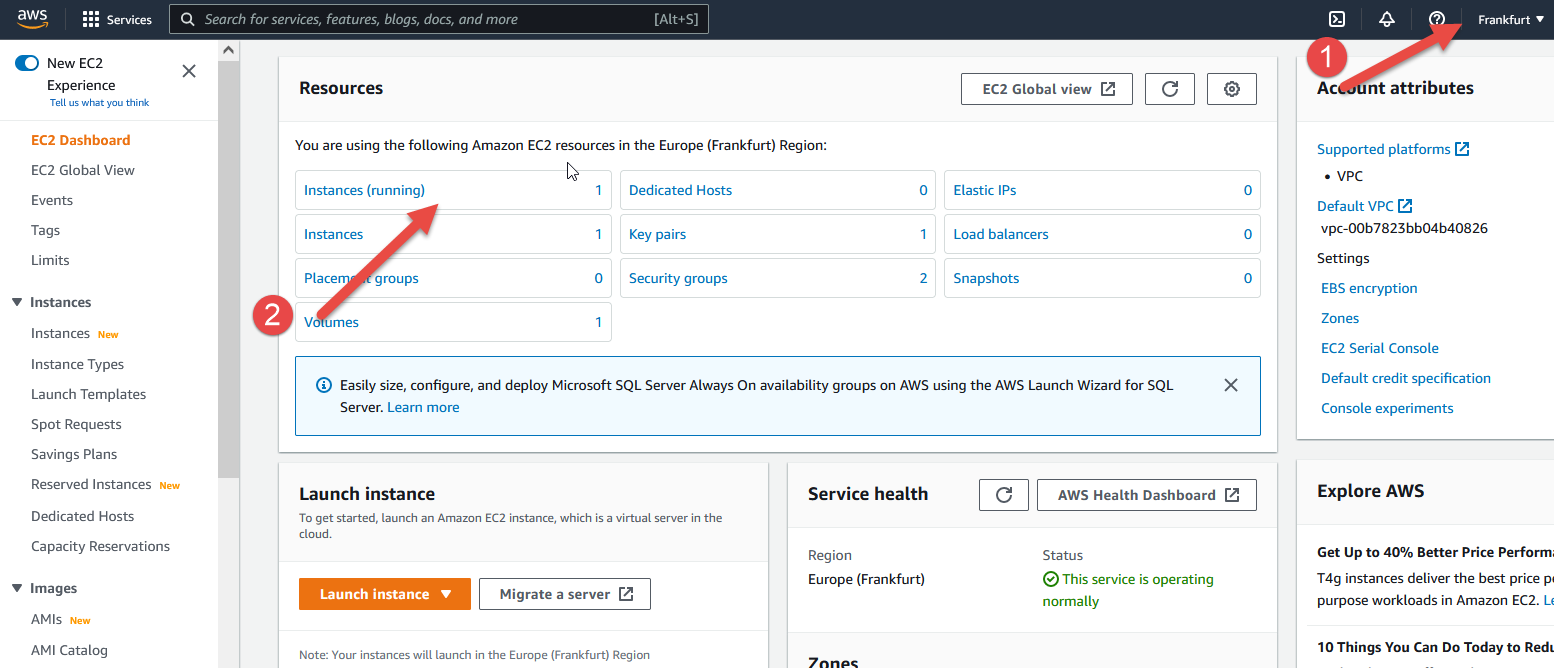 aws
Services
Search for services, features, blogs, docs, and more
[Alt+S]
Frankfurt
1
New EC2
Experience
Tell us what you think
EC2 Dashboard
EC2 Global View
Events
Tags
Limits
Instances
Instances New
Instance Types
Launch Templates
Spot Requests
Savings Plans
Reserved Instances New
Dedicated Hosts
Capacity Reservations
Images
AMIs New
AMI Catalog
Resources
EC2 Global view
You are using the following Amazon EC2 resources in the Europe (Frankfurt) Region:
Instances (running) 1
Dedicated Hosts 0
Elastic IPs 0
Instances 1
Key pairs 1
Load balancers 0
Placement groups 0
Security groups 2
Snapshots 0
2
Volumes 1
Easily size, configure, and deploy Microsoft SQL Server Always On availability groups on AWS using the AWS Launch Wizard for SQL
Server. Learn more
Launch instance
To get started, launch an Amazon EC2 instance, which is a virtual server in the
cloud.
Launch instance
Migrate a server
Note: Your instances will launch in the Europe (Frankfurt) Region
Service health
AWS Health Dashboard
Region
Europe (Frankfurt)
Status
This service is operating
normally
Zones
Account attributes
Supported platforms
• VPC
Default VPC
vpc-00b7823bb04b40826
Settings
EBS encryption
Zones
EC2 Serial Console
Default credit specification
Console experiments
Explore AWS
Get Up to 40% Better Price Performa
T4g instances deliver the best price pe
purpose workloads in Amazon EC2. Le
10 Things You Can Do Today to Redu